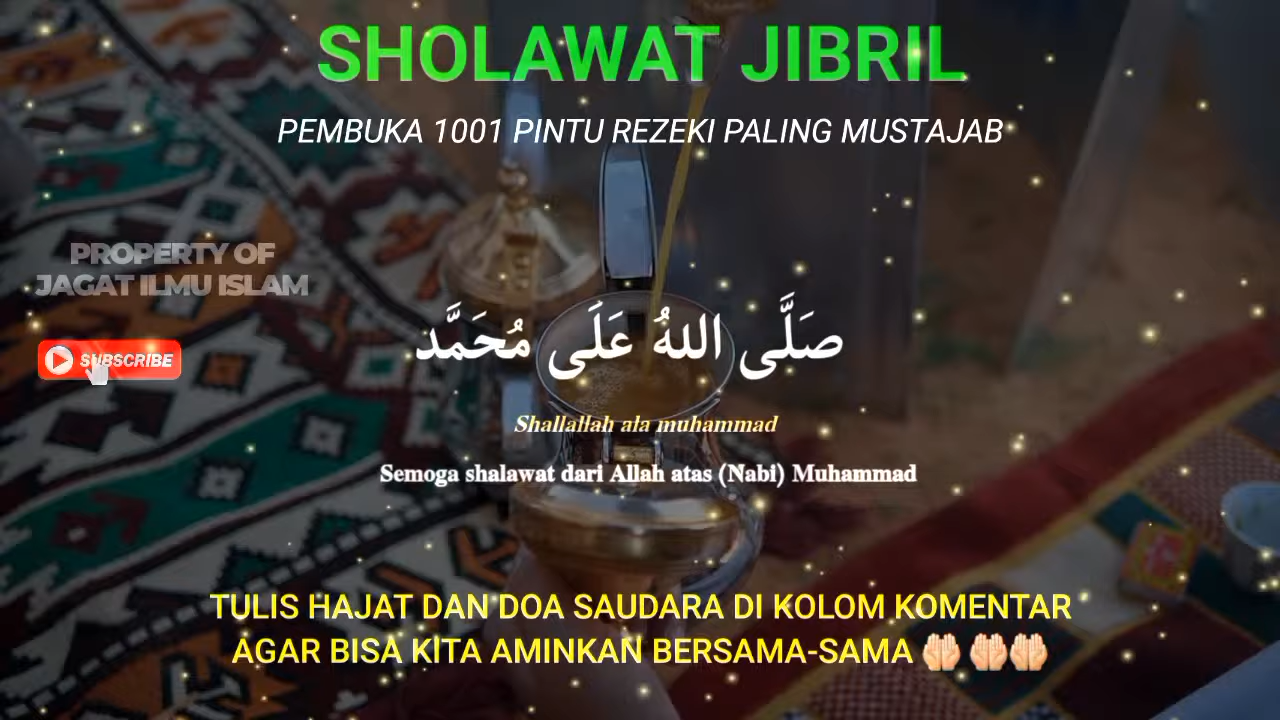 SHOLAWAT JIBRIL
PEMBUKA 1001 PINTU REZEKI PALING MUSTAJAB
PROPERTY OF
JAGAT ILMU ISLAM
SUBSCRIBE
صَلَّى اللهُ عَلَى مُحَمَّد
Shallallah ala muhammad
Semoga shalawat dari Allah atas (Nabi) Muhammad
TULIS HAJAT DAN DOA SAUDARA DI KOLOM KOMENTAR
AGAR BISA KITA AMINKAN BERSAMA-SAMA 🤲🏻 🤲🏻🤲🏻